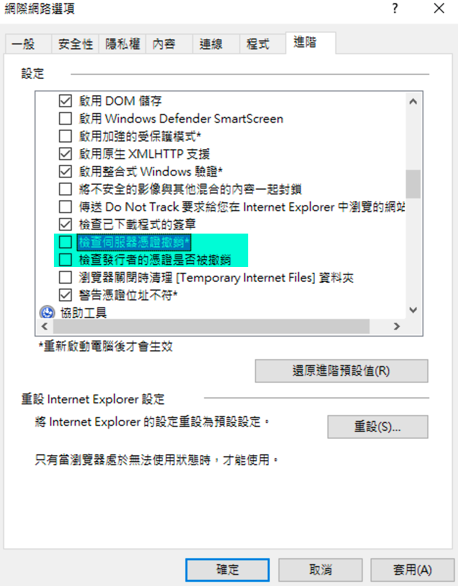 網際網路選項
一般 安全性 隱私權 內容 連線 程式 進階
設定
啟用 DOM 儲存
啟用 Windows Defender SmartScreen
啟用加強的受保護模式*
啟用原生 XMLHTTP 支援
啟用整合式 Windows 驗證*
將不安全的影像與其他混合的內容一起封鎖
傳送 Do Not Track 要求給您在 Internet Explorer 中瀏覽的網站
檢查已下載程式的簽章
檢查伺服器憑證撤銷*
檢查發行者的憑證是否被撤銷
瀏覽器關閉時清理 [Temporary Internet Files] 資料夾
警告憑證位址不符*
協助工具
*重新啟動電腦後才會生效
還原進階預設值(R)
重設 Internet Explorer 設定
將 Internet Explorer 的設定重設為預設設定。
重設(S)...
只有當瀏覽器處於無法使用狀態時，才能使用。
確定 取消 套用(A)